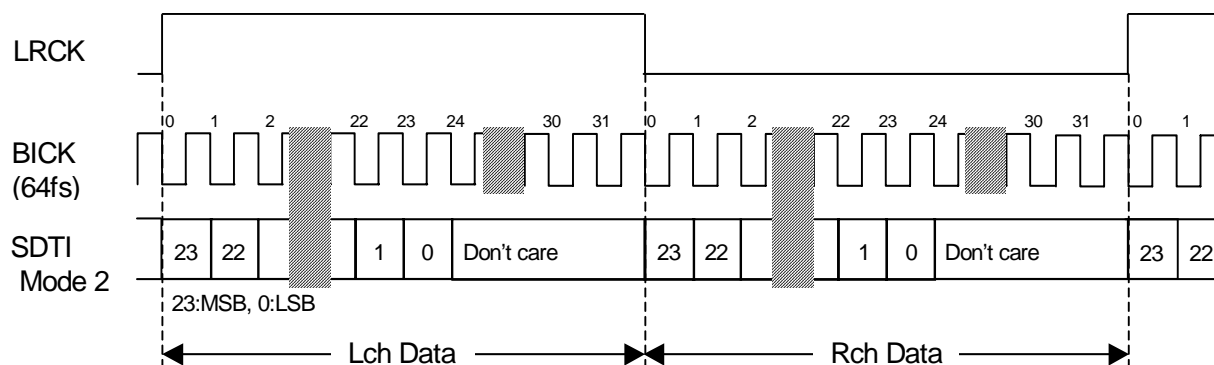 LRCK
0 1 2 22 23 24 30 31 0 1 2 22 23 24 30 31 0 1
BICK
(64fs)
SDTI
Mode 2
23 22 1 0 Don't care 23 22 1 0 Don't care 23 22
23:MSB, 0:LSB
Lch Data Rch Data